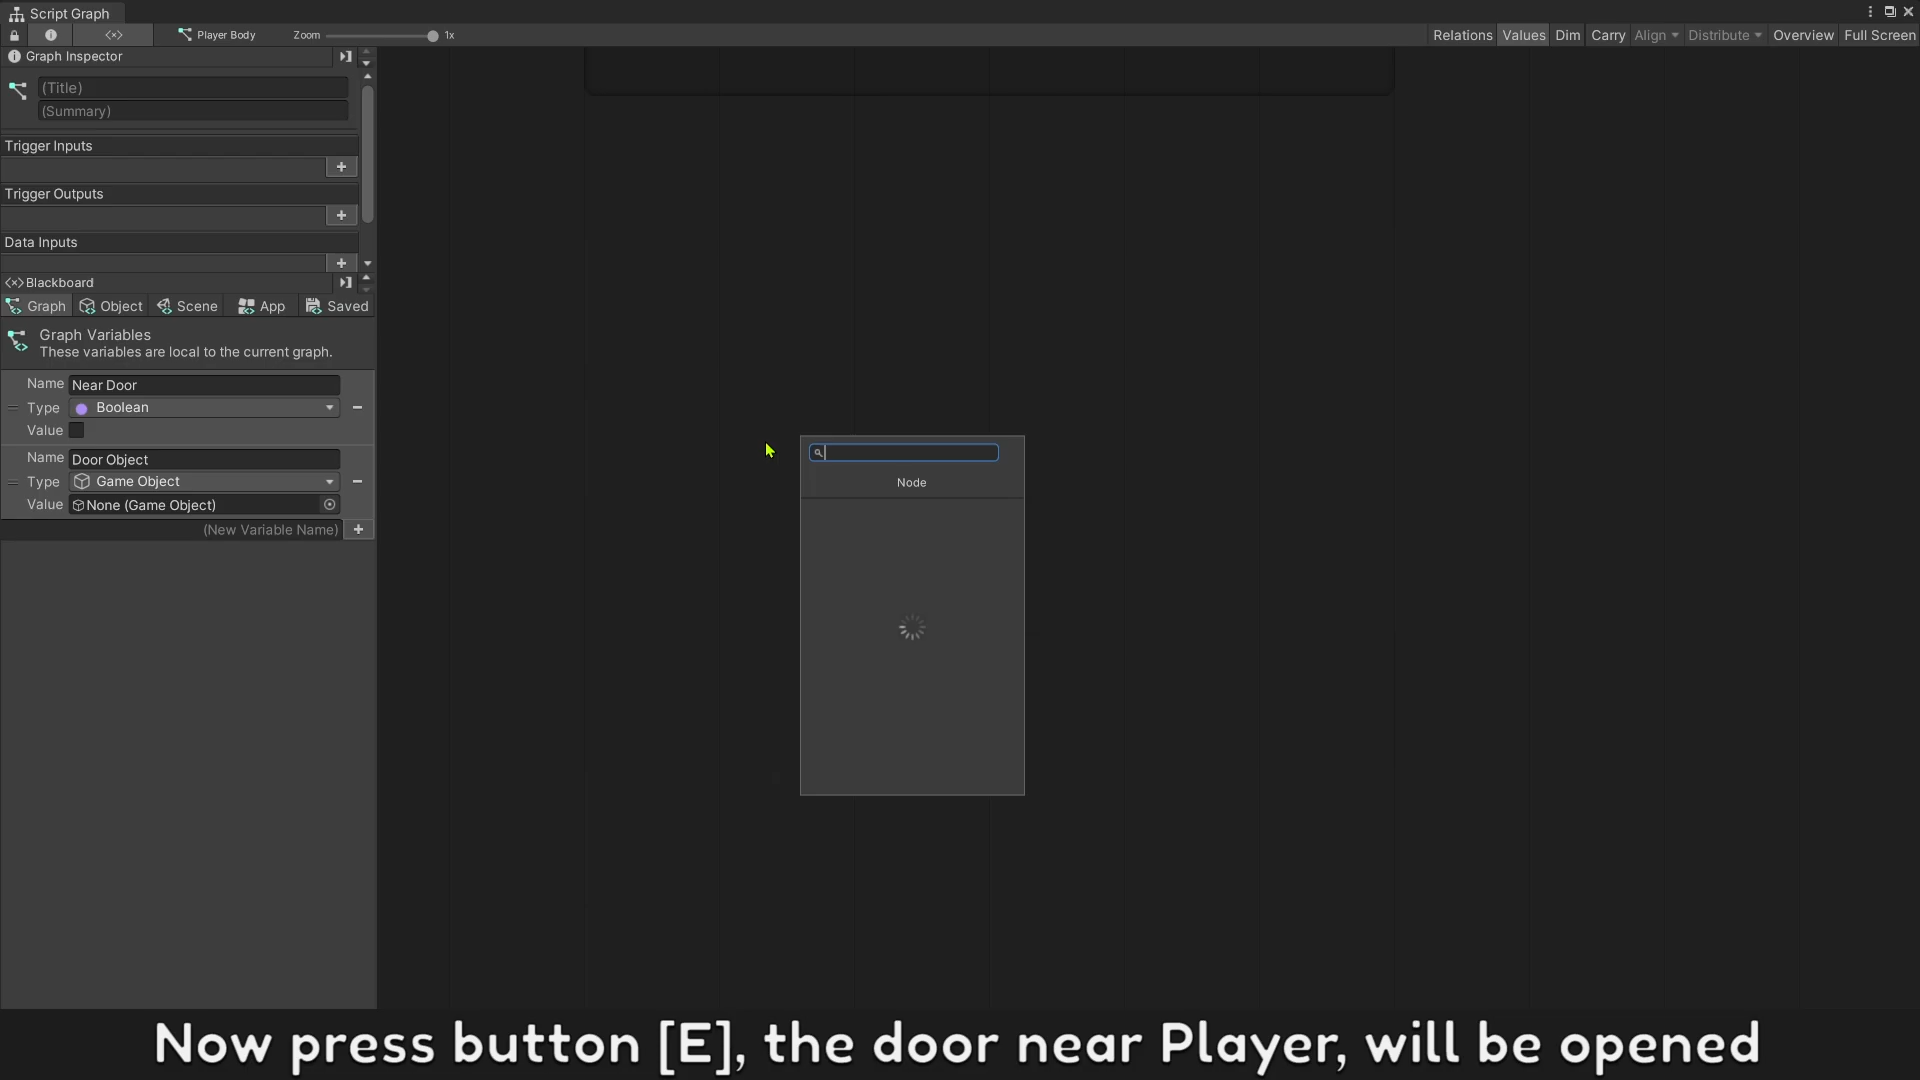 Script Graph
Player Body
Zoom
1x
Relations
Values
Dim
Carry
Align
Distribute
Overview
Full Screen
Graph Inspector
(Title)
(Summary)
Trigger Inputs
Trigger Outputs
Data Inputs
Blackboard
Graph
Object
Scene
App
Saved
Graph Variables
These variables are local to the current graph.
Name Near Door
Type Boolean
Value
Name Door Object
Type Game Object
Value None (Game Object)
(New Variable Name)
Node
Now press button [E], the door near Player, will be opened